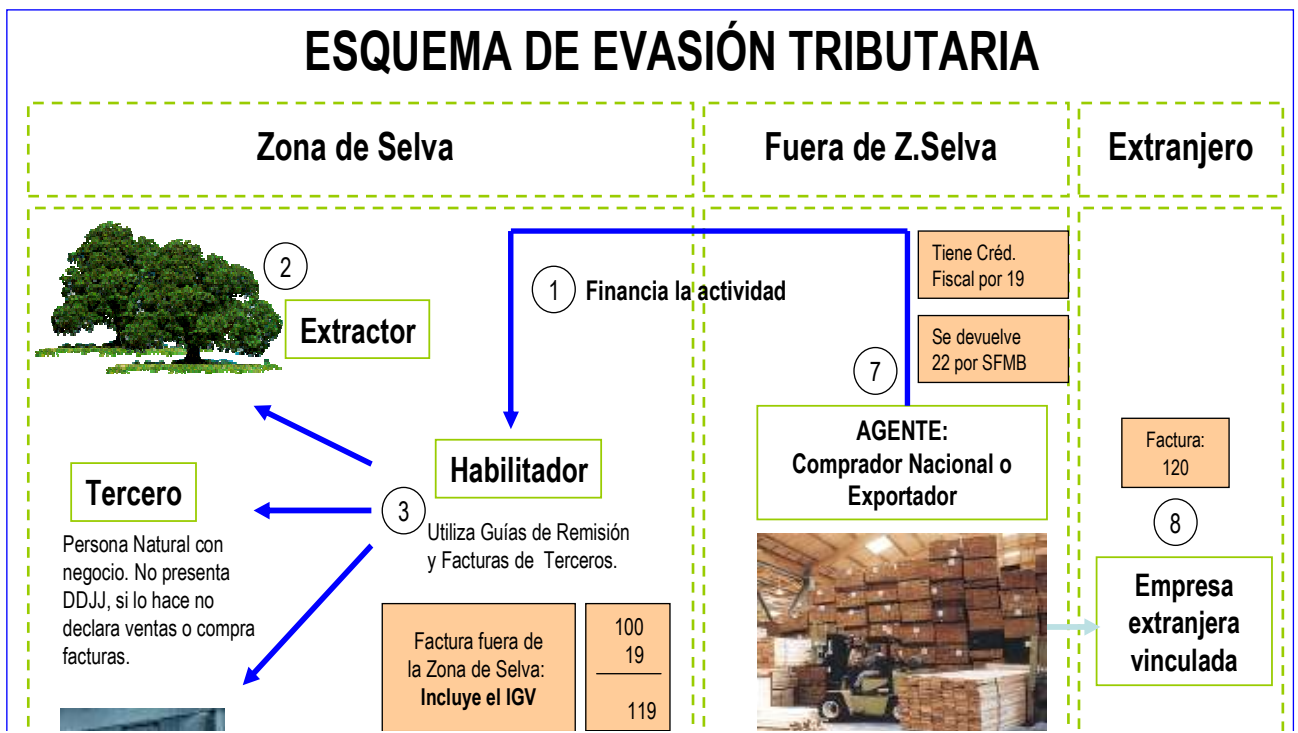 ESQUEMA DE EVASIÓN TRIBUTARIA
Zona de Selva
Fuera de Z.Selva
Extranjero
2
Extractor
1
Financia la actividad
Tiene Créd.
Fiscal por 19
Se devuelve
22 por SFMB
7
AGENTE:
Comprador Nacional o
Exportador
Factura:
120
8
Empresa
extranjera
vinculada
Habilitador
3
Utiliza Guías de Remisión
y Facturas de Terceros.
Tercero
Persona Natural con
negocio. No presenta
DDJJ, si lo hace no
declara ventas o compra
facturas.
Factura fuera de
la Zona de Selva:
Incluye el IGV
100
19
119